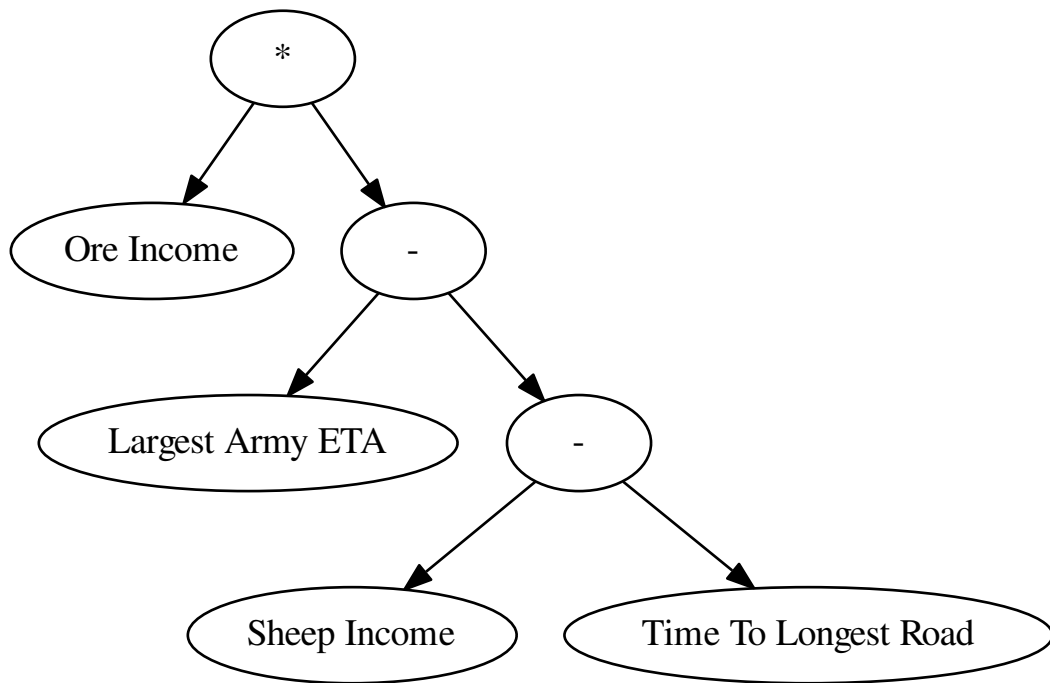 *
Ore Income
-
Largest Army ETA
-
Sheep Income
Time To Longest Road